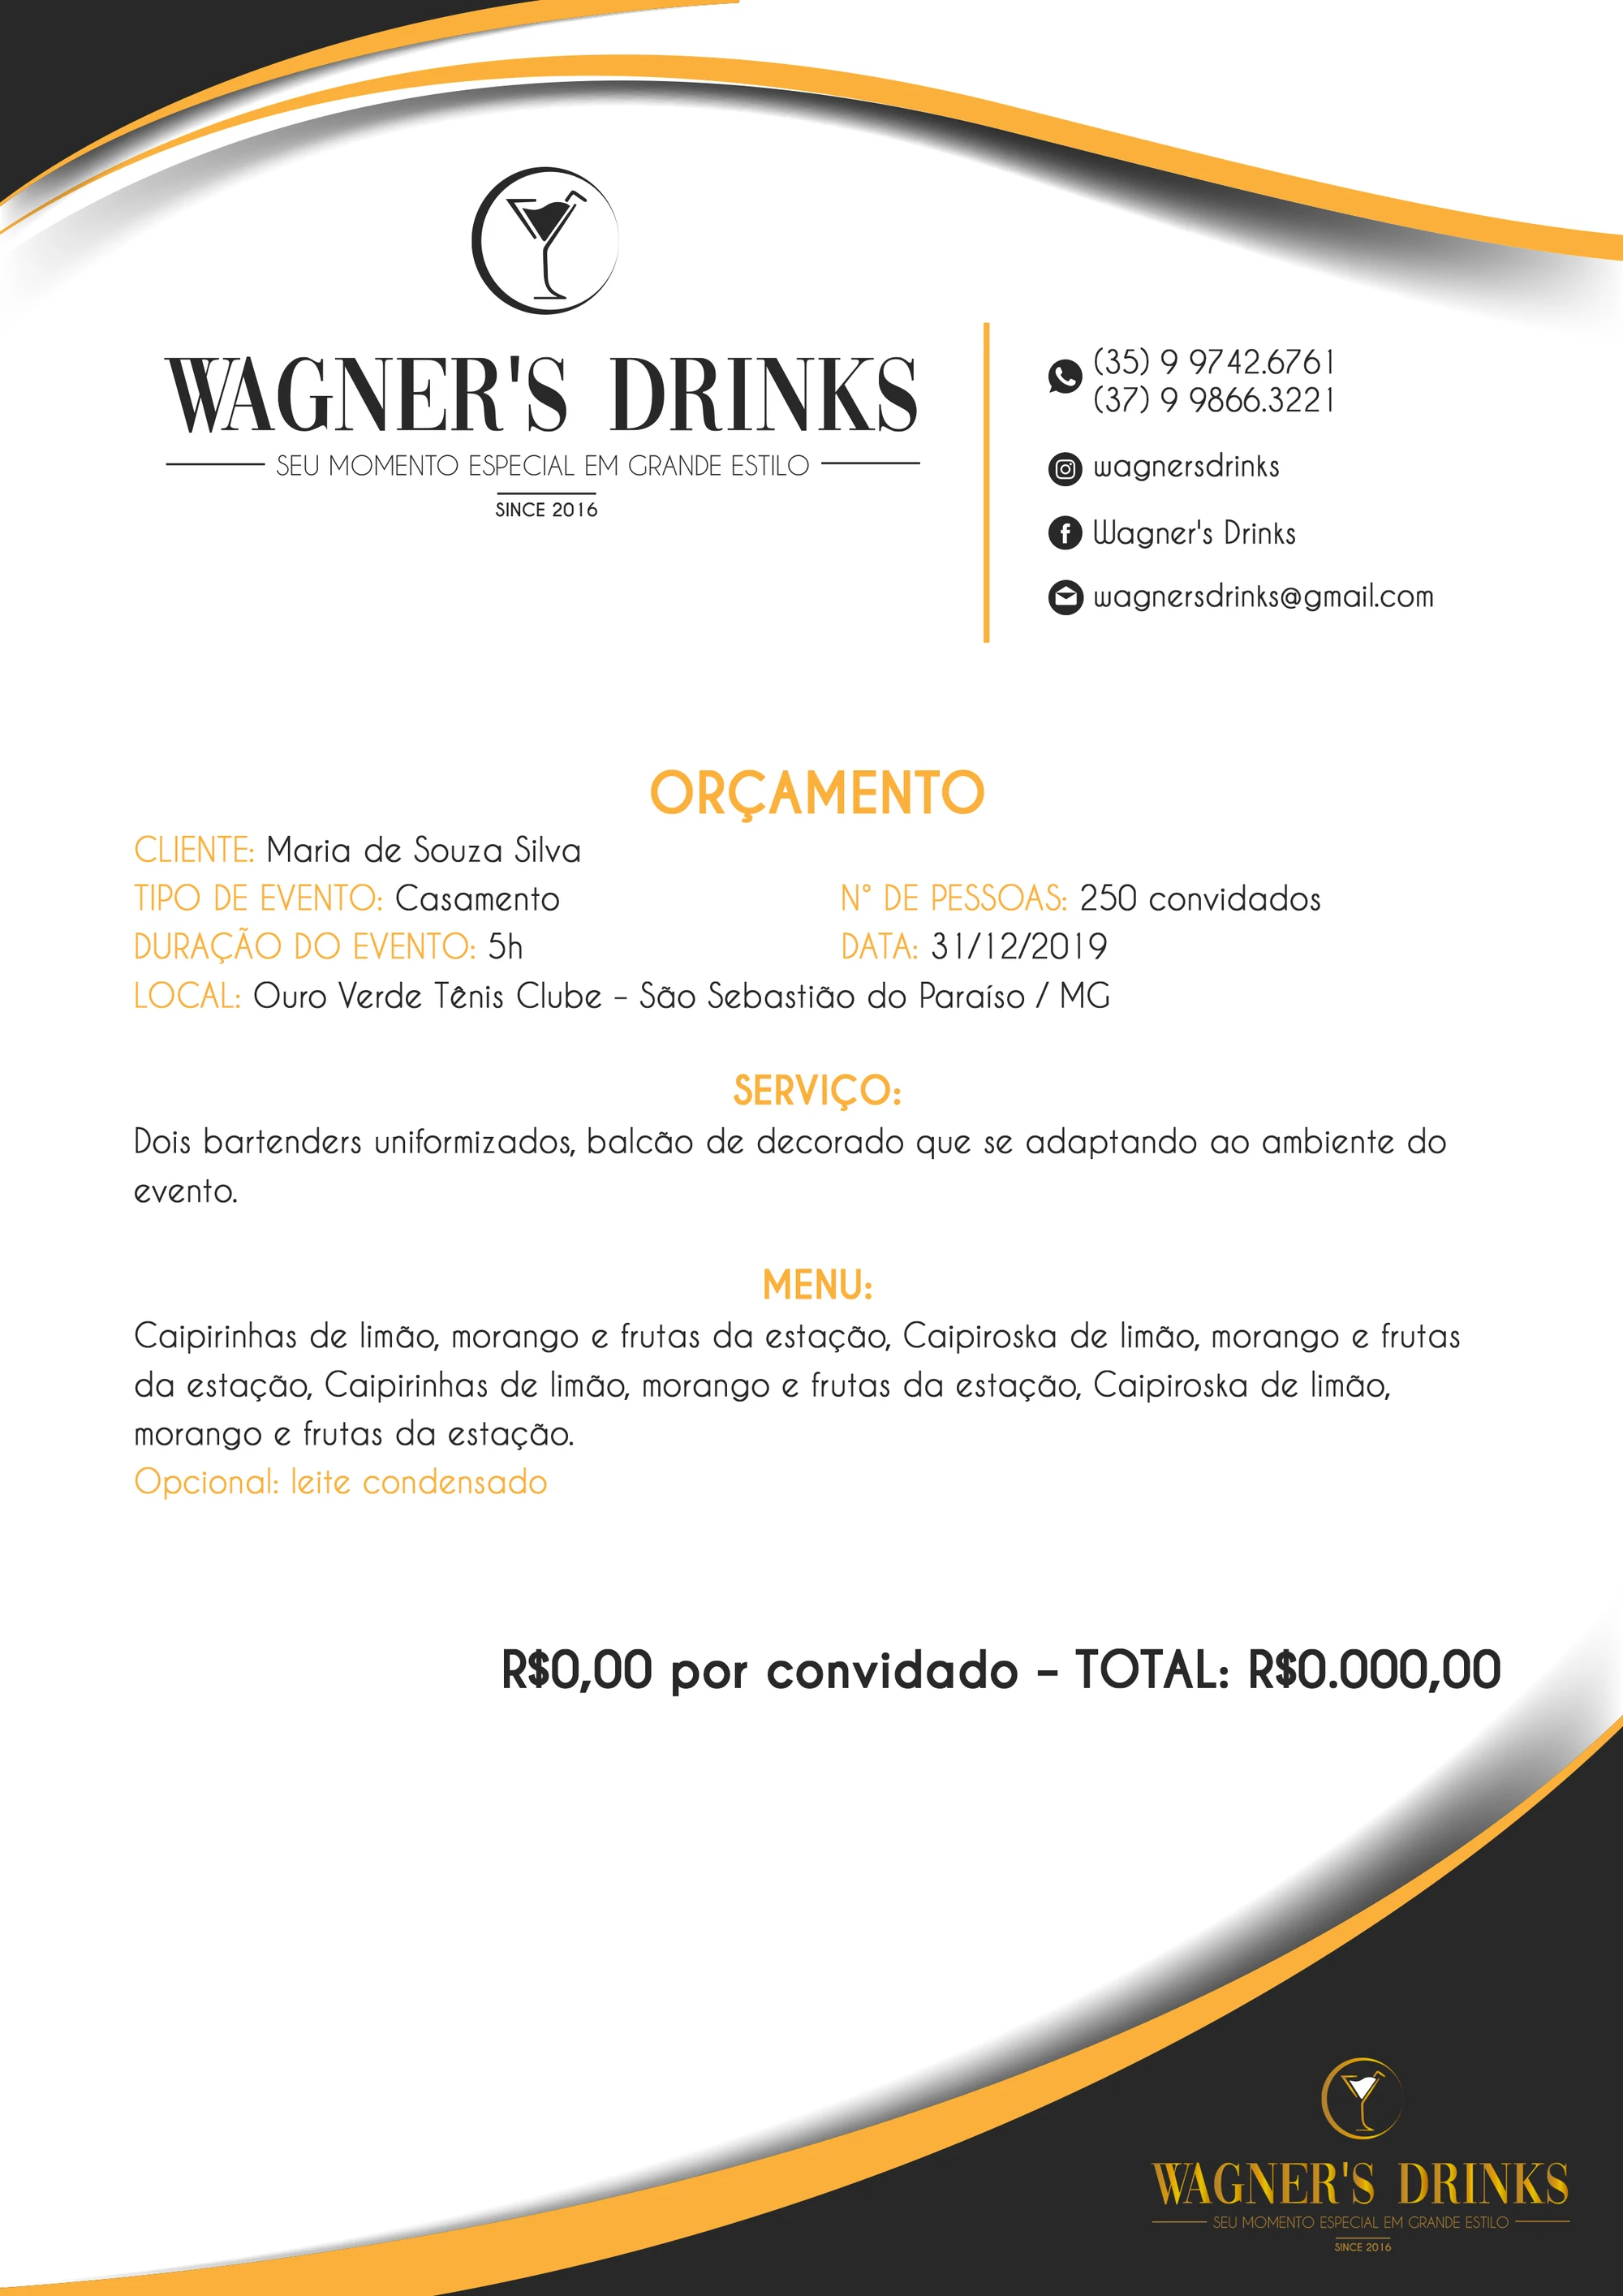 WAGNER'S DRINKS
SEU MOMENTO ESPECIAL EM GRANDE ESTILO
SINCE 2016
(35) 9 9742.6761
(37) 9 9866.3221
wagnersdrinks
Wagner's Drinks
wagnersdrinks@gmail.com
ORÇAMENTO
CLIENTE: Maria de Souza Silva
TIPO DE EVENTO: Casamento N° DE PESSOAS: 250 convidados
DURAÇÃO DO EVENTO: 5h DATA: 31/12/2019
LOCAL: Ouro Verde Tênis Clube – São Sebastião do Paraíso / MG
SERVIÇO:
Dois bartenders uniformizados, balcão de decorado que se adaptando ao ambiente do
evento.
MENU:
Caipirinhas de limão, morango e frutas da estação, Caipiroska de limão, morango e frutas
da estação, Caipirinhas de limão, morango e frutas da estação, Caipiroska de limão,
morango e frutas da estação.
Opcional: leite condensado
R$0,00 por convidado – TOTAL: R$0.000,00
WAGNER'S DRINKS
SEU MOMENTO ESPECIAL EM GRANDE ESTILO
SINCE 2016